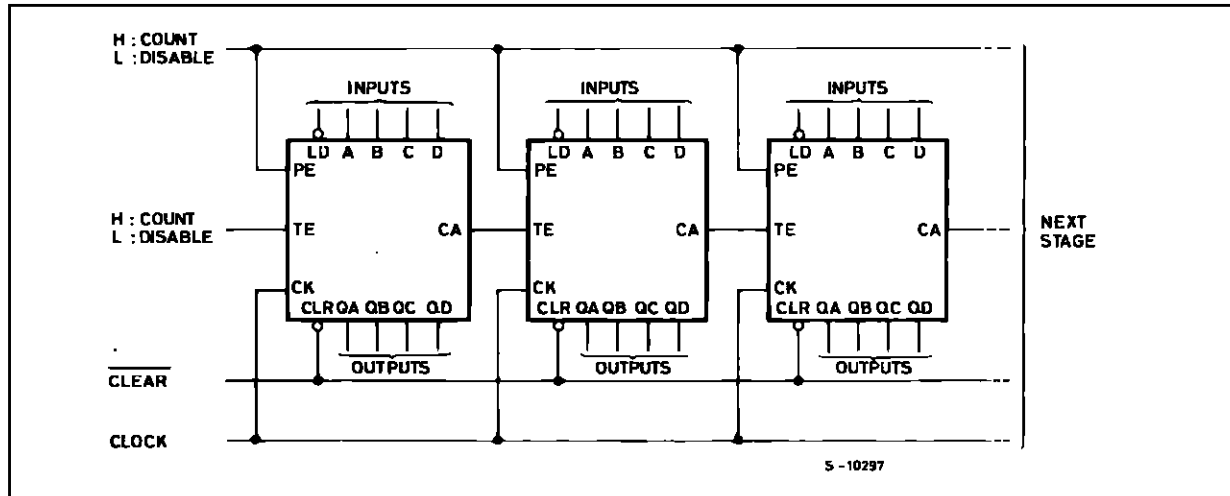 H : COUNT
L : DISABLE
INPUTS INPUTS INPUTS
LD A B C D LD A B C D LD A B C D
PE PE PE
H : COUNT
L : DISABLE
TE CA TE CA TE CA
NEXT
STAGE
CK CK CK
CLR QA QB QC QD CLR QA QB QC QD CLR QA QB QC QD
OUTPUTS OUTPUTS OUTPUTS
CLEAR
CLOCK
S-10297